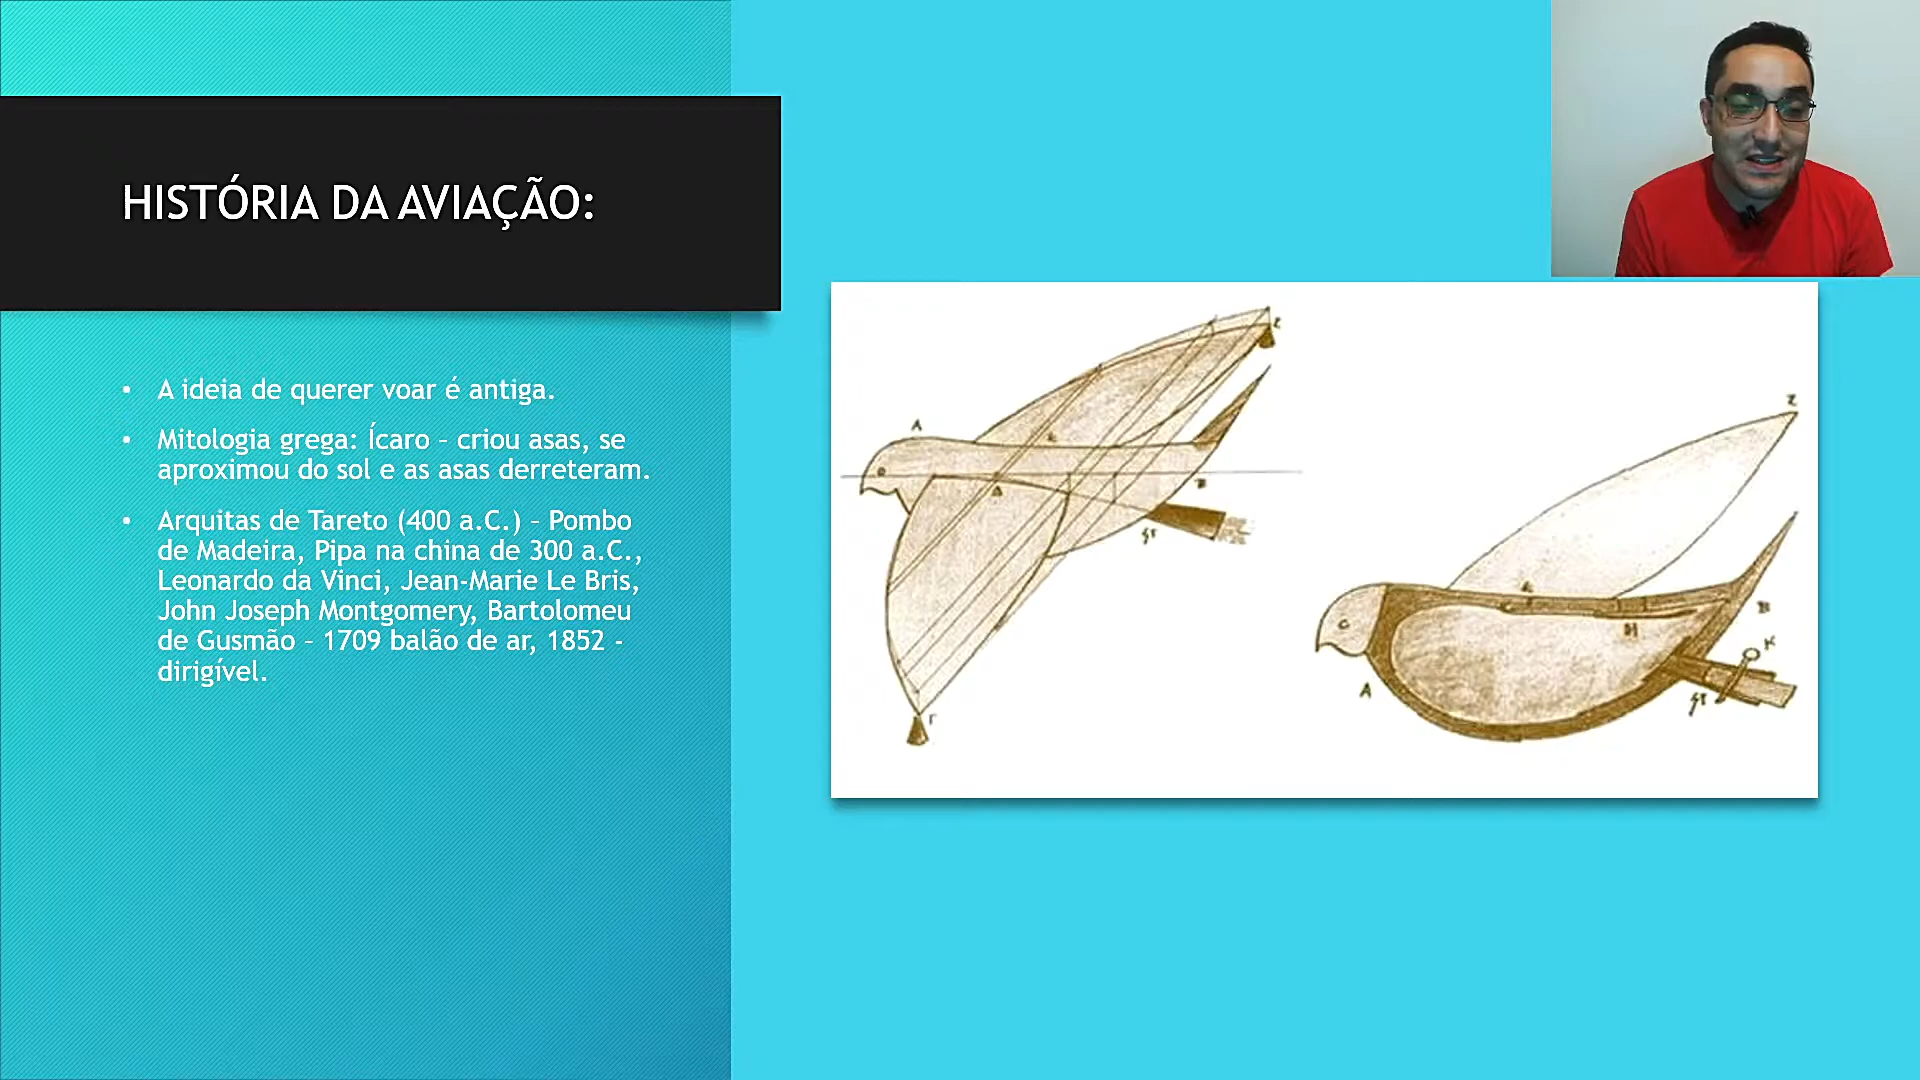 HISTÓRIA DA AVIAÇÃO:
• A ideia de querer voar é antiga.
• Mitologia grega: Ícaro – criou asas, se
aproximou do sol e as asas derreteram.
• Arquitas de Tareto (400 a.C.) – Pombo
de Madeira, Pipa na china de 300 a.C.,
Leonardo da Vinci, Jean-Marie Le Bris,
John Joseph Montgomery, Bartolomeu
de Gusmão – 1709 balão de ar, 1852 -
dirigível.
A
B
Γ
Z
A
B
K